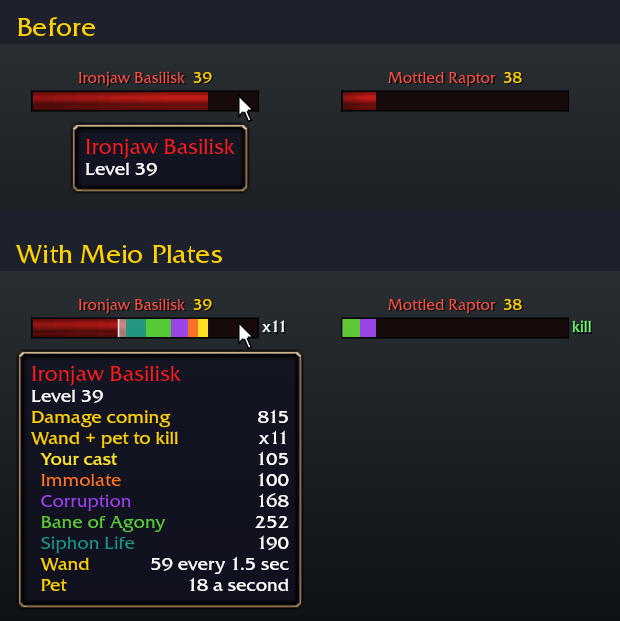 Before
Ironjaw Basilisk 39
Mottled Raptor 38
Ironjaw Basilisk
Level 39
With Meio Plates
Ironjaw Basilisk 39
x11
Mottled Raptor 38
kill
Ironjaw Basilisk
Level 39
Damage coming 815
Wand + pet to kill x11
Your cast 105
Immolate 100
Corruption 168
Bane of Agony 252
Siphon Life 190
Wand 59 every 1.5 sec
Pet 18 a second